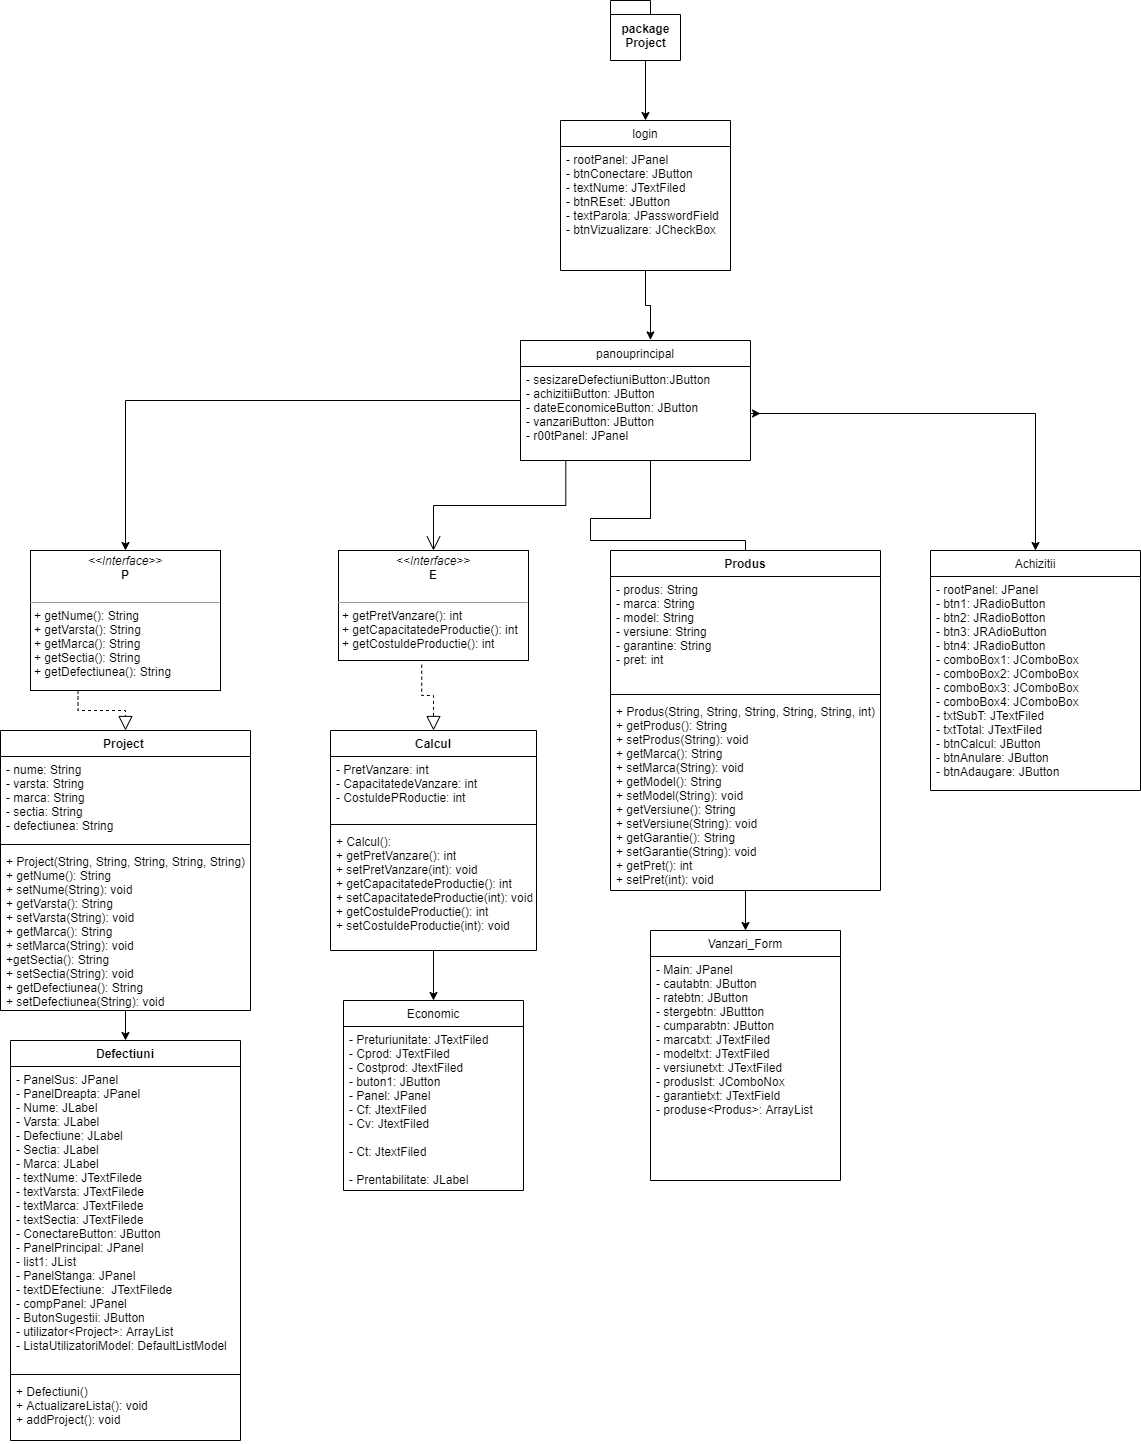 package
Project
login
- rootPanel: JPanel
- btnConectare: JButton
- textNume: JTextFiled
- btnREset: JButton
- textParola: JPasswordField
- btnVizualizare: JCheckBox
panouprincipal
- sesizareDefectiuniButton:JButton
- achizitiiButton: JButton
- dateEconomiceButton: JButton
- vanzariButton: JButton
- r00tPanel: JPanel
<<Interface>>
P
+ getNume(): String
+ getVarsta(): String
+ getMarca(): String
+ getSectia(): String
+ getDefectiunea(): String
<<Interface>>
E
+ getPretVanzare(): int
+ getCapacitatedeProductie(): int
+ getCostuldeProductie(): int
Produs
- produs: String
- marca: String
- model: String
- versiune: String
- garantine: String
- pret: int
+ Produs(String, String, String, String, String, int)
+ getProdus(): String
+ setProdus(String): void
+ getMarca(): String
+ setMarca(String): void
+ getModel(): String
+ setModel(String): void
+ getVersiune(): String
+ setVersiune(String): void
+ getGarantie(): String
+ setGarantie(String): void
+ getPret(): int
+ setPret(int): void
Achizitii
- rootPanel: JPanel
- btn1: JRadioButton
- btn2: JRadioBotton
- btn3: JRAdioButton
- btn4: JRadioButton
- comboBox1: JComboBox
- comboBox2: JComboBox
- comboBox3: JComboBox
- comboBox4: JComboBox
- txtSubT: JTextFiled
- txtTotal: JTextFiled
- btnCalcul: JButton
- btnAnulare: JButton
- btnAdaugare: JButton
Project
- nume: String
- varsta: String
- marca: String
- sectia: String
- defectiunea: String
+ Project(String, String, String, String, String)
+ getNume(): String
+ setNume(String): void
+ getVarsta(): String
+ setVarsta(String): void
+ getMarca(): String
+ setMarca(String): void
+getSectia(): String
+ setSectia(String): void
+ getDefectiunea(): String
+ setDefectiunea(String): void
Calcul
- PretVanzare: int
- CapacitatedeVanzare: int
- CostuldePRoductie: int
+ Calcul():
+ getPretVanzare(): int
+ setPretVanzare(int): void
+ getCapacitatedeProductie(): int
+ setCapacitatedeProductie(int): void
+ getCostuldeProductie(): int
+ setCostuldeProductie(int): void
Vanzari_Form
- Main: JPanel
- cautabtn: JButton
- ratebtn: JButton
- stergebtn: JButtton
- cumparabtn: JButton
- marcatxt: JTextFiled
- modeltxt: JTextFiled
- versiunetxt: JTextFiled
- produslst: JComboNox
- garantietxt: JTextField
- produse<Produs>: ArrayList
Economic
- Preturiunitate: JTextFiled
- Cprod: JTextFiled
- Costprod: JtextFiled
- buton1: JButton
- Panel: JPanel
- Cf: JtextFiled
- Cv: JtextFiled
- Ct: JtextFiled
- Prentabilitate: JLabel
Defectiuni
- PanelSus: JPanel
- PanelDreapta: JPanel
- Nume: JLabel
- Varsta: JLabel
- Defectiune: JLabel
- Sectia: JLabel
- Marca: JLabel
- textNume: JTextFilede
- textVarsta: JTextFilede
- textMarca: JTextFilede
- textSectia: JTextFilede
- ConectareButton: JButton
- PanelPrincipal: JPanel
- list1: JList
- PanelStanga: JPanel
- textDEfectiune:  JTextFilede
- compPanel: JPanel
- ButonSugestii: JButton
- utilizator<Project>: ArrayList
- ListaUtilizatoriModel: DefaultListModel
+ Defectiuni()
+ ActualizareLista(): void
+ addProject(): void